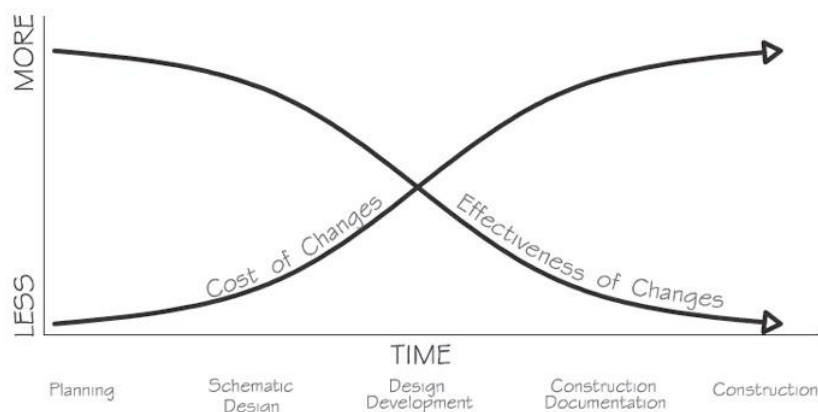 MORE
LESS
Cost of Changes
Effectiveness of Changes
TIME
Planning
Schematic
Design
Design
Development
Construction
Documentation
Construction